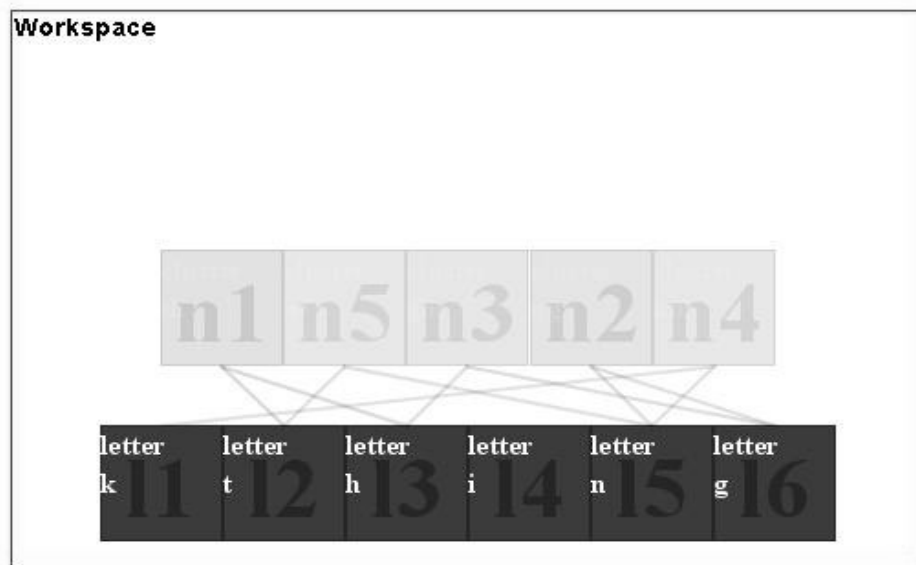 Workspace
n1 n5 n3 n2 n4
letter letter letter letter letter letter
k t h i n g
l1 l2 l3 l4 l5 l6